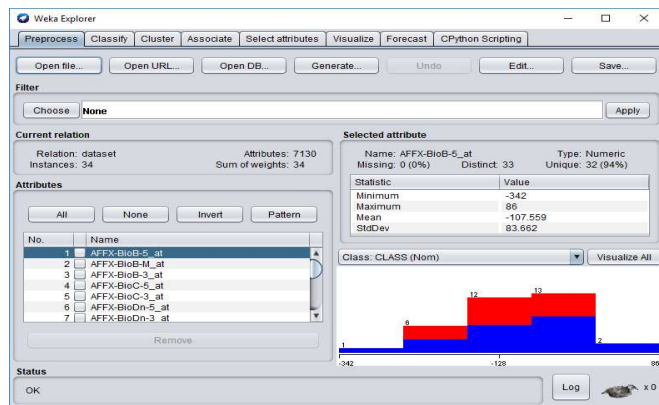 Weka Explorer
Preprocess Classify Cluster Associate Select attributes Visualize Forecast CPython Scripting
Open file... Open URL... Open DB... Generate... Undo Edit... Save...
Filter
Choose None Apply
Current relation
Relation: dataset Attributes: 7130
Instances: 34 Sum of weights: 34
Selected attribute
Name: AFFX-BioB-5_at Type: Numeric
Missing: 0 (0%) Distinct: 33 Unique: 32 (94%)
Statistic Value
Minimum -342
Maximum 86
Mean -107.559
StdDev 83.662
Attributes
All None Invert Pattern
No. Name
1 AFFX-BioB-5_at
2 AFFX-BioB-M_at
3 AFFX-BioB-3_at
4 AFFX-BioC-5_at
5 AFFX-BioC-3_at
6 AFFX-BioDn-5_at
7 AFFX-BioDn-3_at
Remove
Class: CLASS (Nom) Visualize All
1 6 12 13 2
-342 -128 86
Status
OK
Log x 0